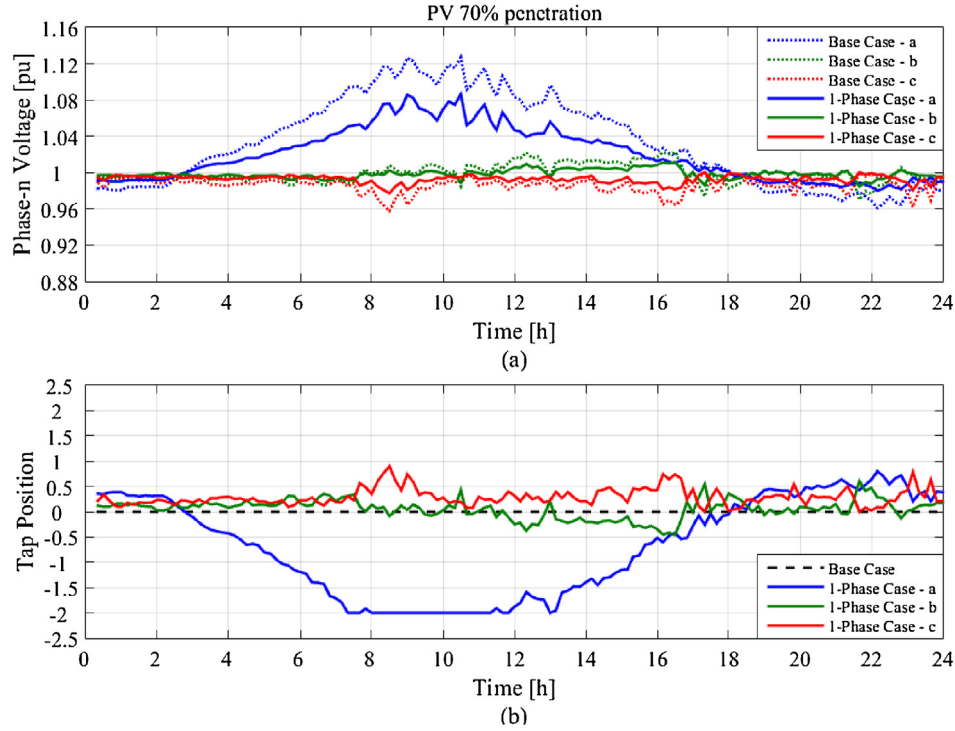 PV 70% penctration
Phase-n Voltage [pu]
1.16
1.12
1.08
1.04
1
0.96
0.92
0.88
Base Case - a
Base Case - b
Base Case - c
1-Phase Case - a
1-Phase Case - b
1-Phase Case - c
0 2 4 6 8 10 12 14 16 18 20 22 24
Time [h]
(a)
Tap Position
2.5
2
1.5
1
0.5
0
-0.5
-1
-1.5
-2
-2.5
Base Case
1-Phase Case - a
1-Phase Case - b
1-Phase Case - c
0 2 4 6 8 10 12 14 16 18 20 22 24
Time [h]
(b)